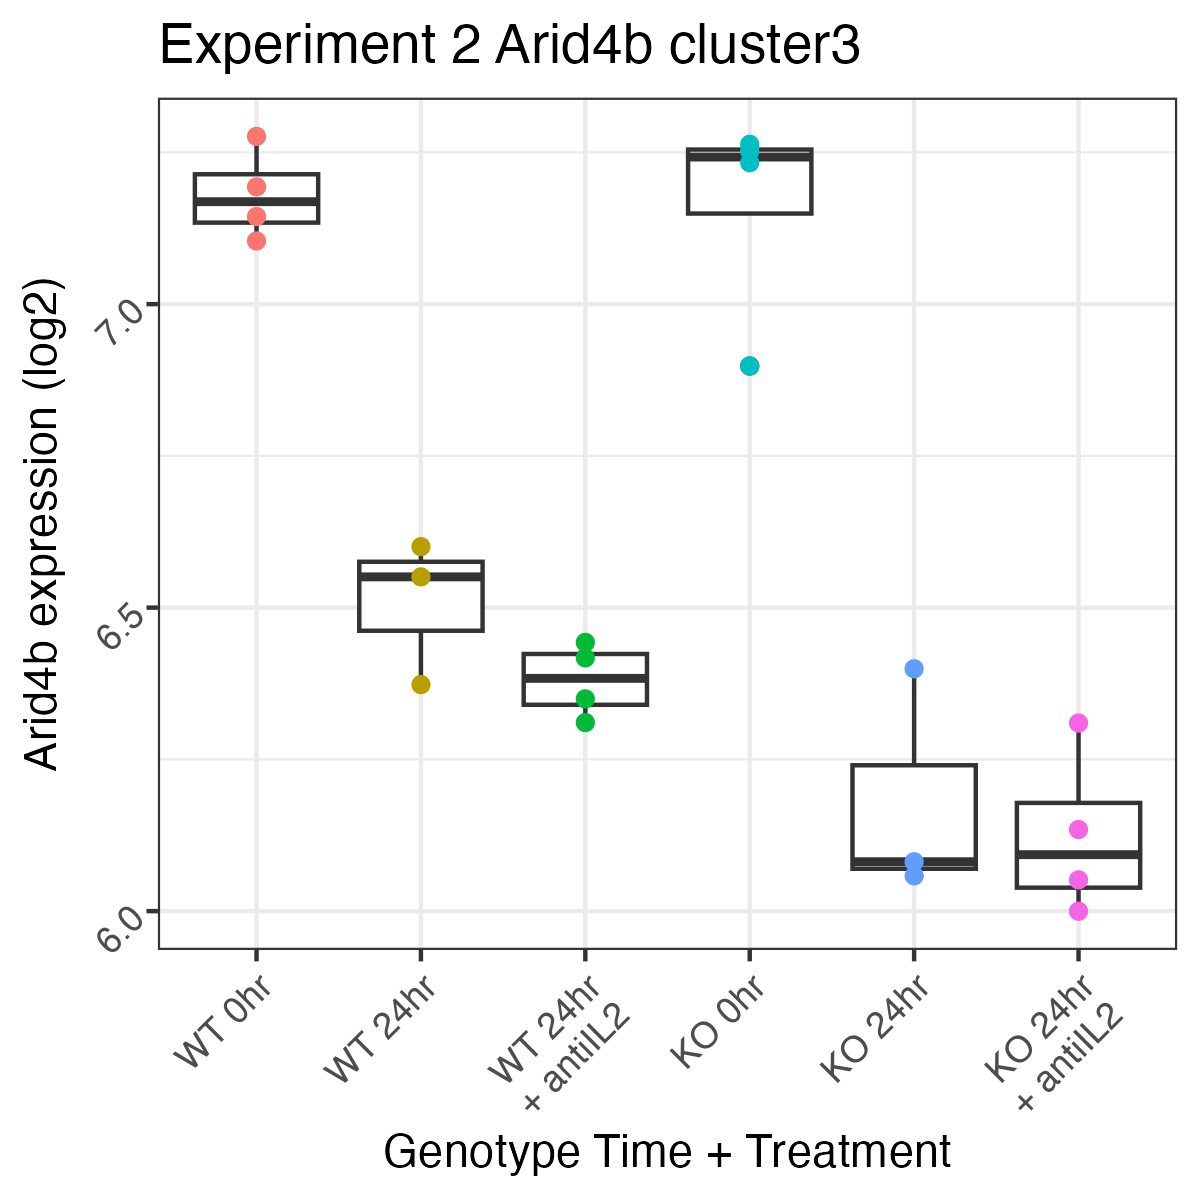 Experiment 2 Arid4b cluster3
Arid4b expression (log2)
7.0
6.5
6.0
WT 0hr
WT 24hr
WT 24hr
+ antiIL2
KO 0hr
KO 24hr
KO 24hr
+ antiIL2
Genotype Time + Treatment